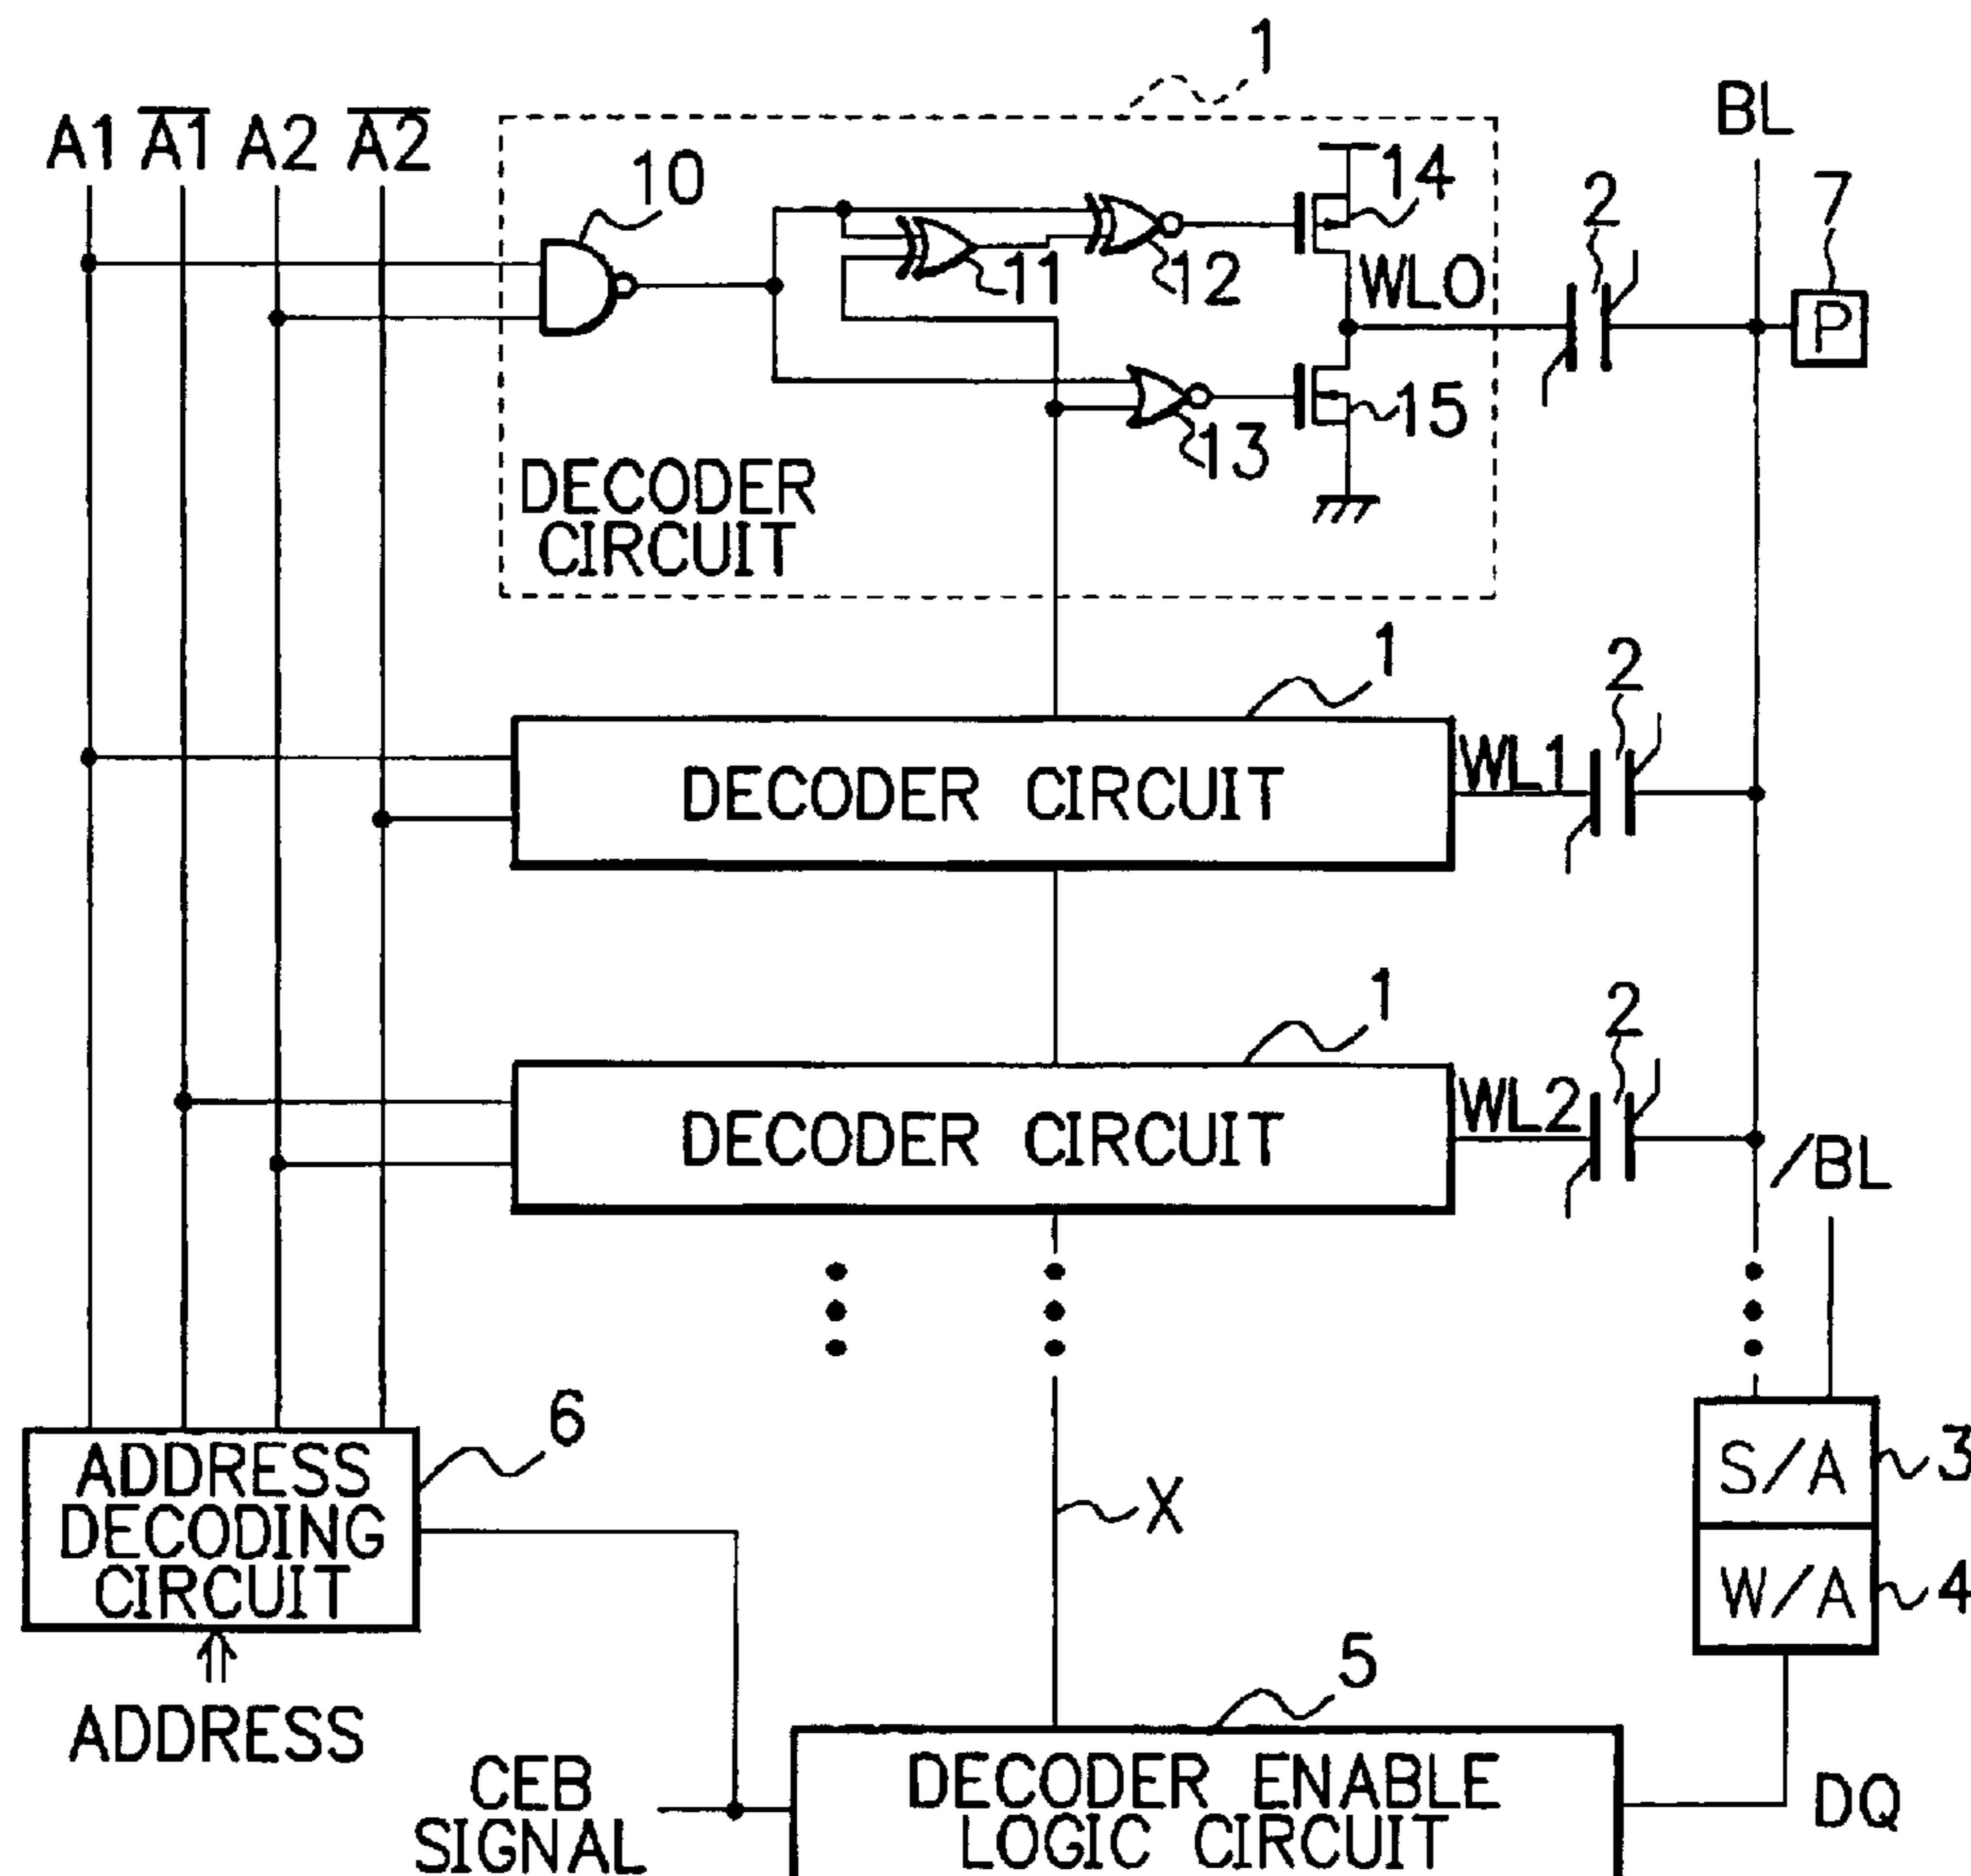 1
A1 A̅1̅ A2 A̅2̅ BL
10 14 2 7
11 12 WL0 P
15
13
DECODER
CIRCUIT
1 2
DECODER CIRCUIT WL1
1 2
DECODER CIRCUIT WL2
/BL
6
ADDRESS
DECODING
CIRCUIT
X
S/A 3
W/A 4
ADDRESS
5
CEB
SIGNAL
DECODER ENABLE
LOGIC CIRCUIT
DQ